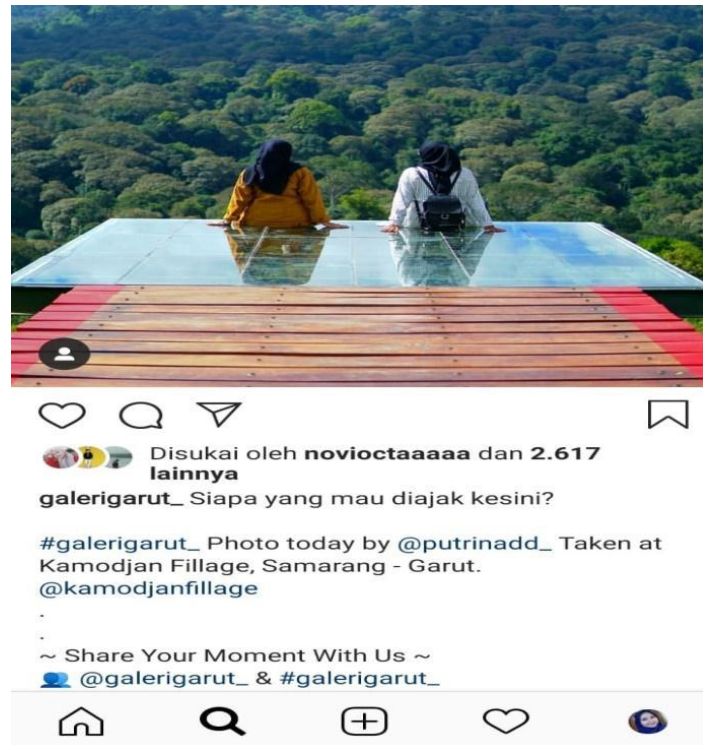 Disukai oleh novioctaaaaa dan 2.617
lainnya
galerigarut_ Siapa yang mau diajak kesini?
#galerigarut_ Photo today by @putrinadd_ Taken at
Kamodjan Fillage, Samarang - Garut.
@kamodjanfillage
.
.
~ Share Your Moment With Us ~
👥 @galerigarut_ & #galerigarut_